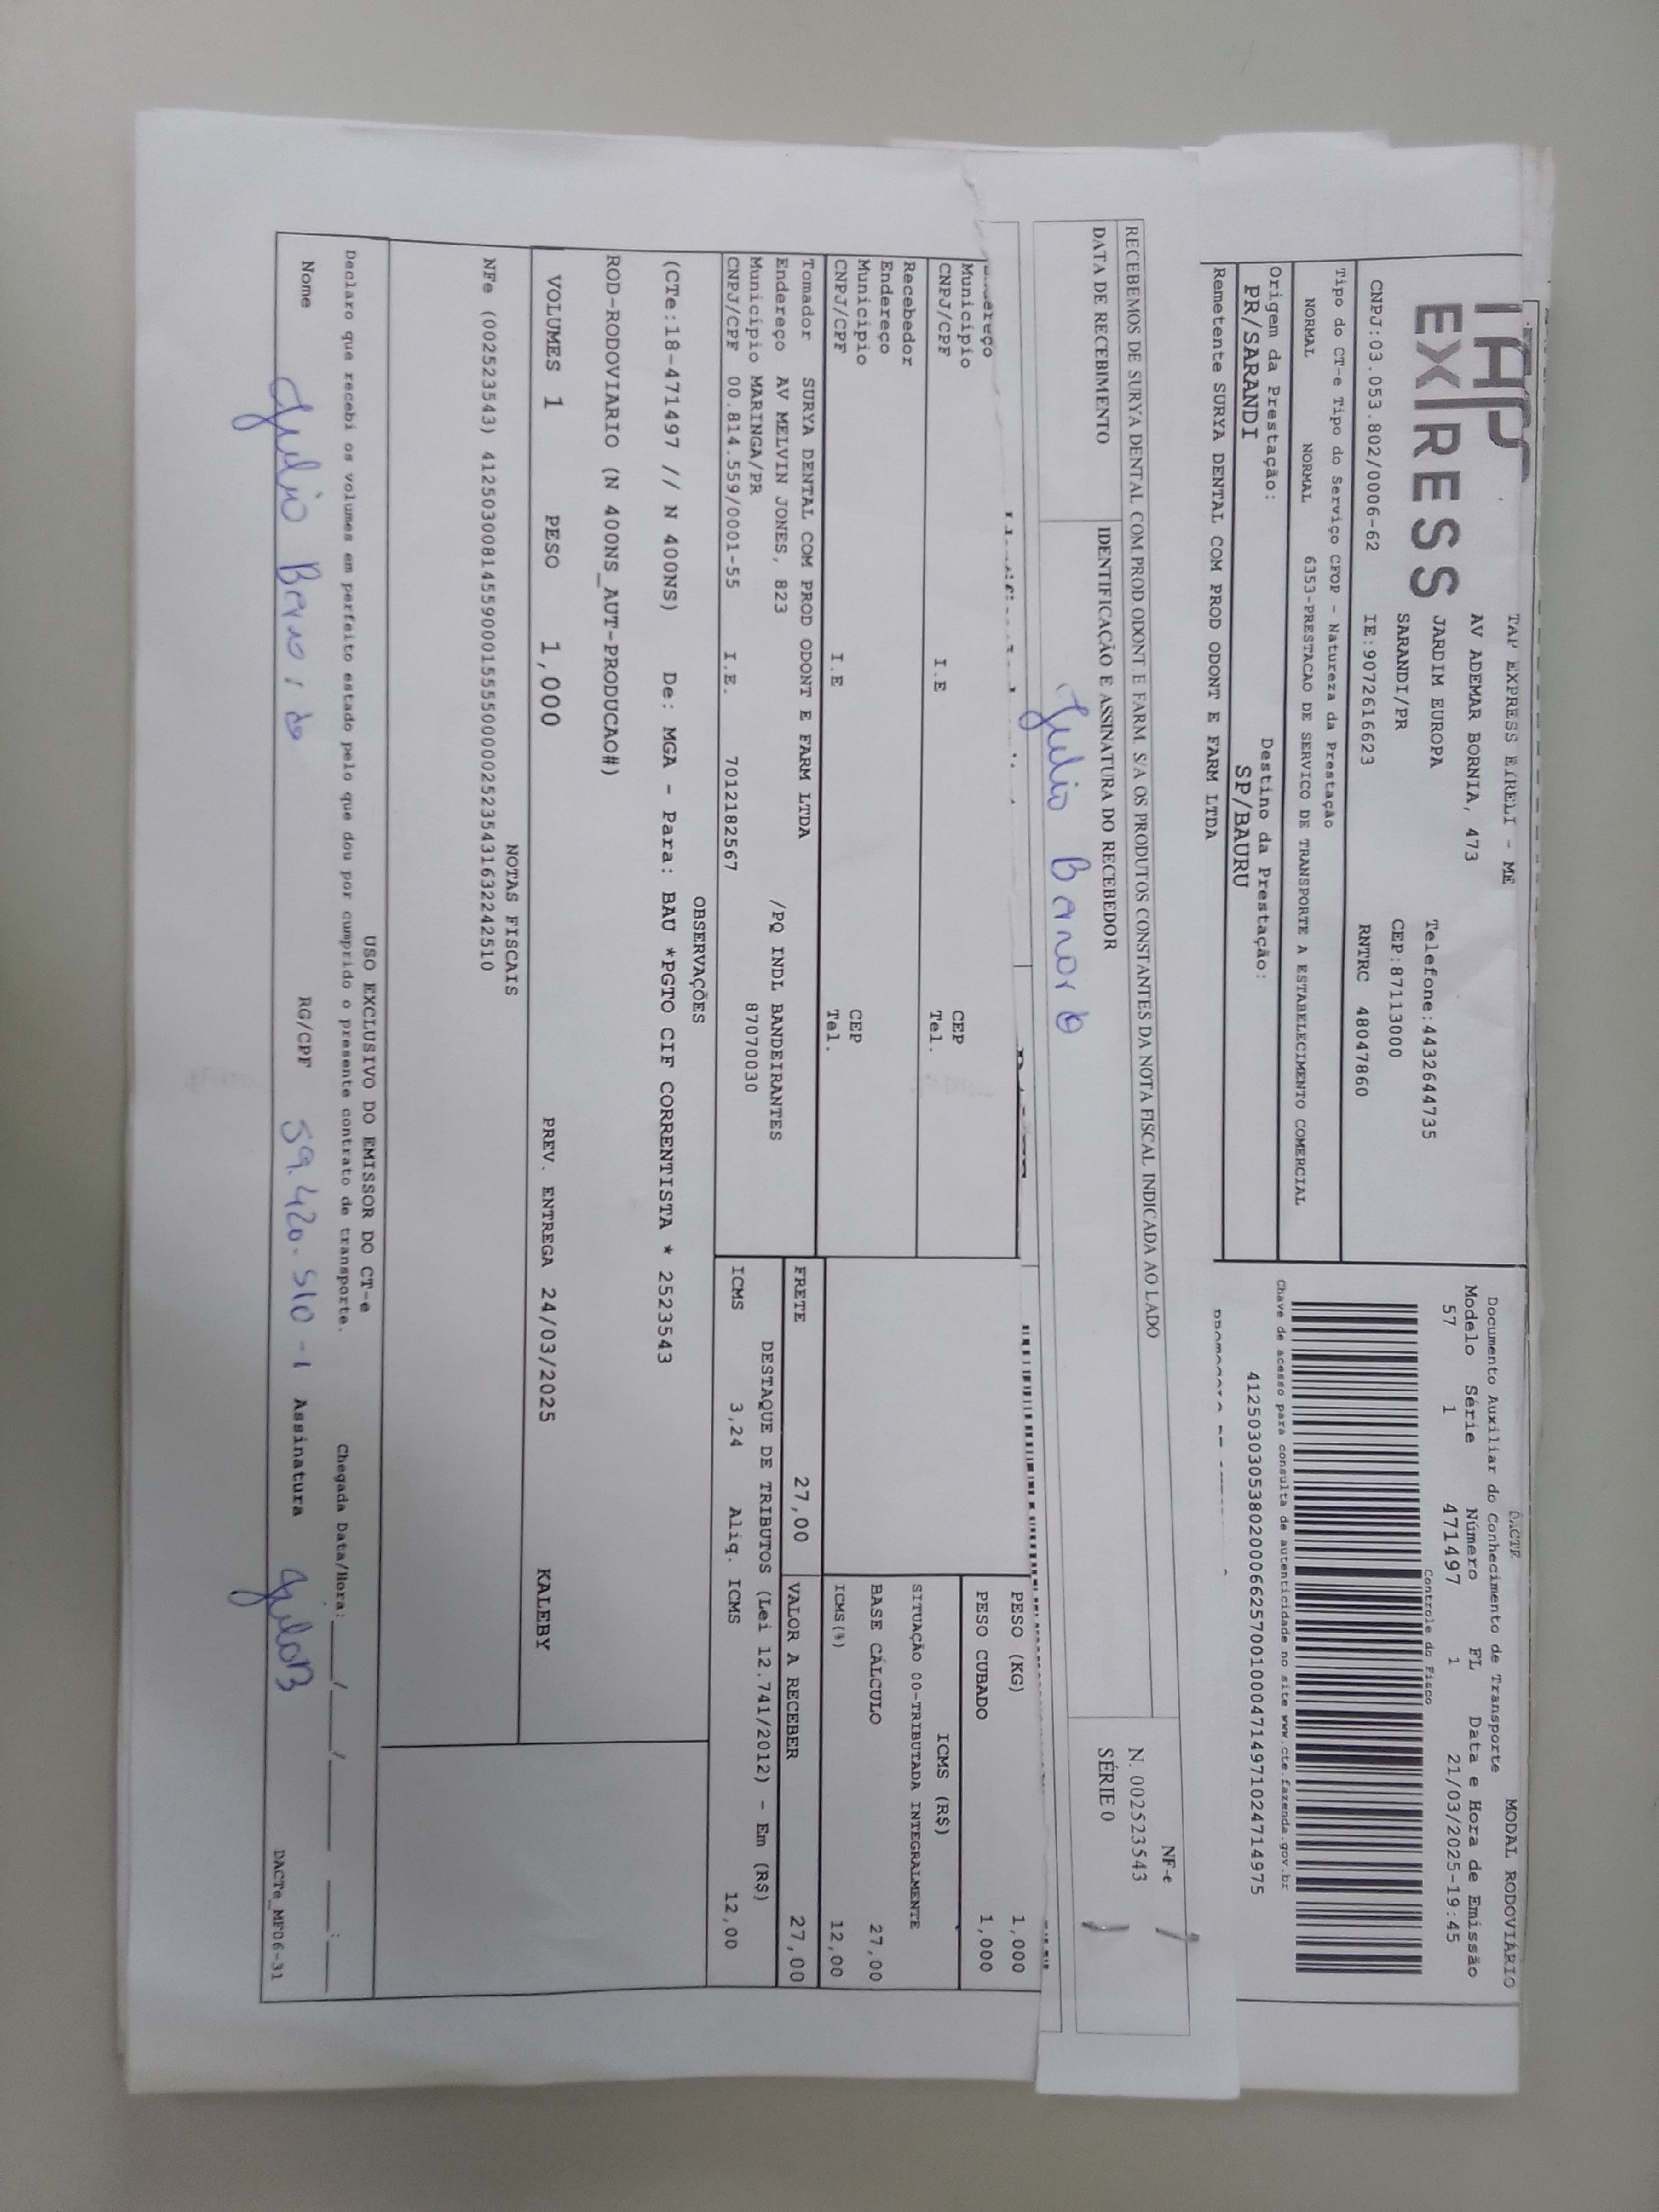 TAP EXPRESS
TAP EXPRESS EIRELI - ME
AV ADEMAR BORNIA, 473
JARDIM EUROPA Telefone:4432644735
SARANDI/PR CEP:87113000
CNPJ:03.053.802/0006-62 IE:9072616623 RNTRC 48047860
Tipo do CT-e Tipo do Serviço CFOP - Natureza da Prestação
NORMAL NORMAL 6353-PRESTACAO DE SERVICO DE TRANSPORTE A ESTABELECIMENTO COMERCIAL
Origem da Prestação: Destino da Prestação:
PR/SARANDI SP/BAURU
Remetente SURYA DENTAL COM PROD ODONT E FARM LTDA
DACTE MODAL RODOVIÁRIO
Documento Auxiliar do Conhecimento de Transporte
Modelo Série Número FL Data e Hora de Emissão
57 1 471497 1 21/03/2025-19:45
Controle do Fisco
Chave de acesso para consulta de autenticidade no site www.cte.fazenda.gov.br
41250303053802000662570010004714971024714975
RECEBEMOS DE SURYA DENTAL COM.PROD.ODONT.E FARM. S/A OS PRODUTOS CONSTANTES DA NOTA FISCAL INDICADA AO LADO
DATA DE RECEBIMENTO IDENTIFICAÇÃO E ASSINATURA DO RECEBEDOR
Julio
NF-e
N. 002523543
SÉRIE 0
Município CEP
CNPJ/CPF I.E Tel.
Recebedor
Endereço
Município CEP
CNPJ/CPF I.E Tel.
Tomador SURYA DENTAL COM PROD ODONT E FARM LTDA
Endereço AV MELVIN JONES, 823 /PQ INDL BANDEIRANTES
Município MARINGA/PR 87070030
CNPJ/CPF 00.814.559/0001-55 I.E. 7012182567
PESO (KG) 1,000
PESO CUBADO 1,000
ICMS (R$)
SITUAÇÃO 00-TRIBUTADA INTEGRALMENTE
BASE CÁLCULO 27,00
ICMS(%) 12,00
FRETE 27,00 VALOR A RECEBER 27,00
DESTAQUE DE TRIBUTOS (Lei 12.741/2012) - Em (R$)
ICMS 3,24 Aliq. ICMS 12,00
OBSERVAÇÕES
(CTe:18-471497 // N 400NS) De: MGA - Para: BAU *PGTO CIF CORRENTISTA * 2523543
ROD-RODOVIARIO (N 400NS_AUT-PRODUCAO#)
VOLUMES 1 PESO 1,000 PREV. ENTREGA 24/03/2025 KALEBY
NOTAS FISCAIS
NFe (002523543) 41250300814559000155550000025235431632242510
USO EXCLUSIVO DO EMISSOR DO CT-e
Declaro que recebi os volumes em perfeito estado pelo que dou por cumprido o presente contrato de transporte. Chegada Data/Hora:___/___/___ ___:___
Nome Julio RG/CPF 59.420.510-1 Assinatura JulioB
DACTe_MF06-31